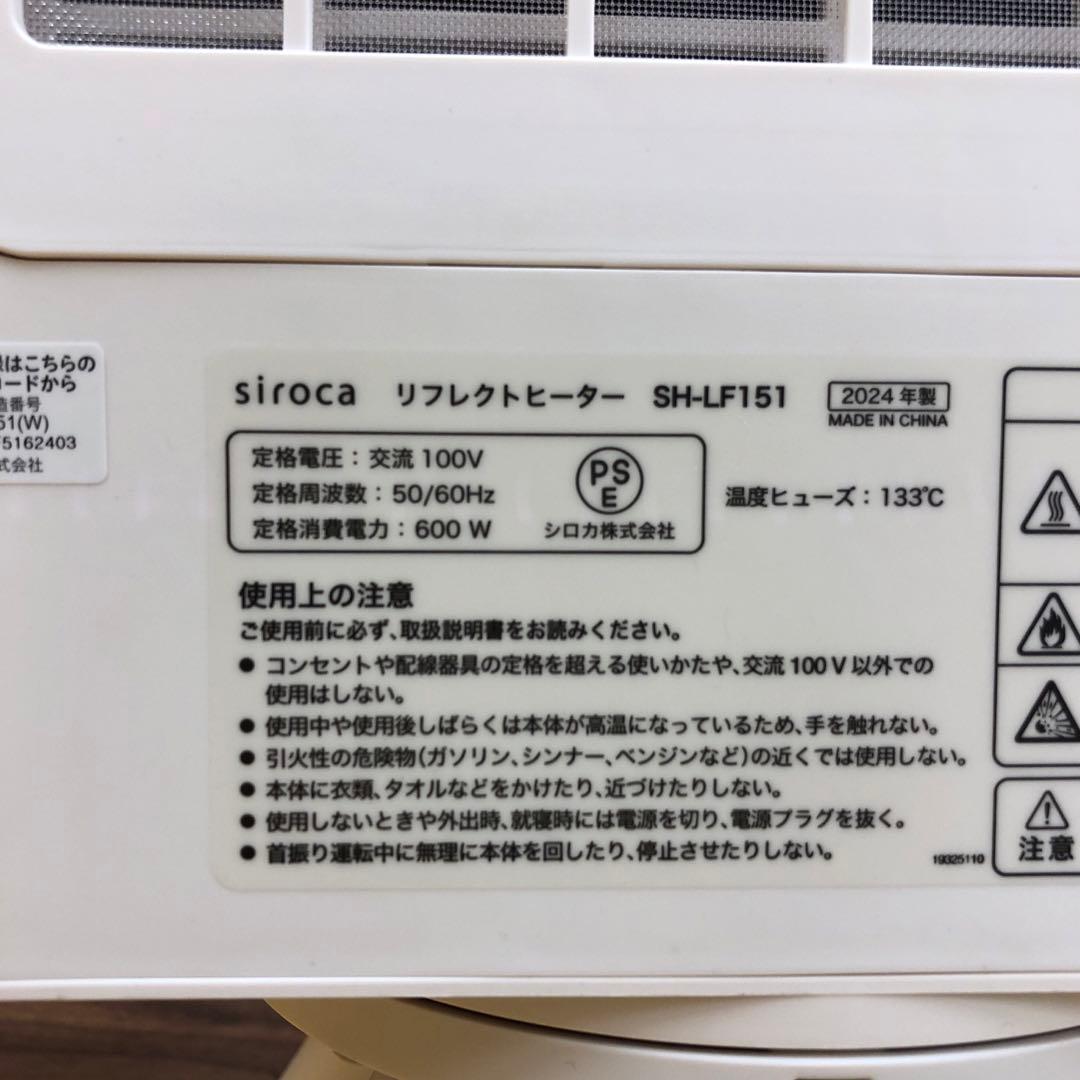 はこちらの
コードから
造番号
51(W)
5162403
式会社
siroca リフレクトヒーター SH-LF151 2024年製
MADE IN CHINA
定格電圧：交流 100V
定格周波数：50/60Hz
定格消費電力：600 W
PS
E
シロカ株式会社
温度ヒューズ：133℃
使用上の注意
ご使用前に必ず、取扱説明書をお読みください。
● コンセントや配線器具の定格を超える使いかたや、交流 100 V 以外での
使用はしない。
● 使用中や使用後しばらくは本体が高温になっているため、手を触れない。
● 引火性の危険物（ガソリン、シンナー、ベンジンなど）の近くでは使用しない。
● 本体に衣類、タオルなどをかけたり、近づけたりしない。
● 使用しないときや外出時、就寝時には電源を切り、電源プラグを抜く。
● 首振り運転中に無理に本体を回したり、停止させたりしない。
19325110
注意